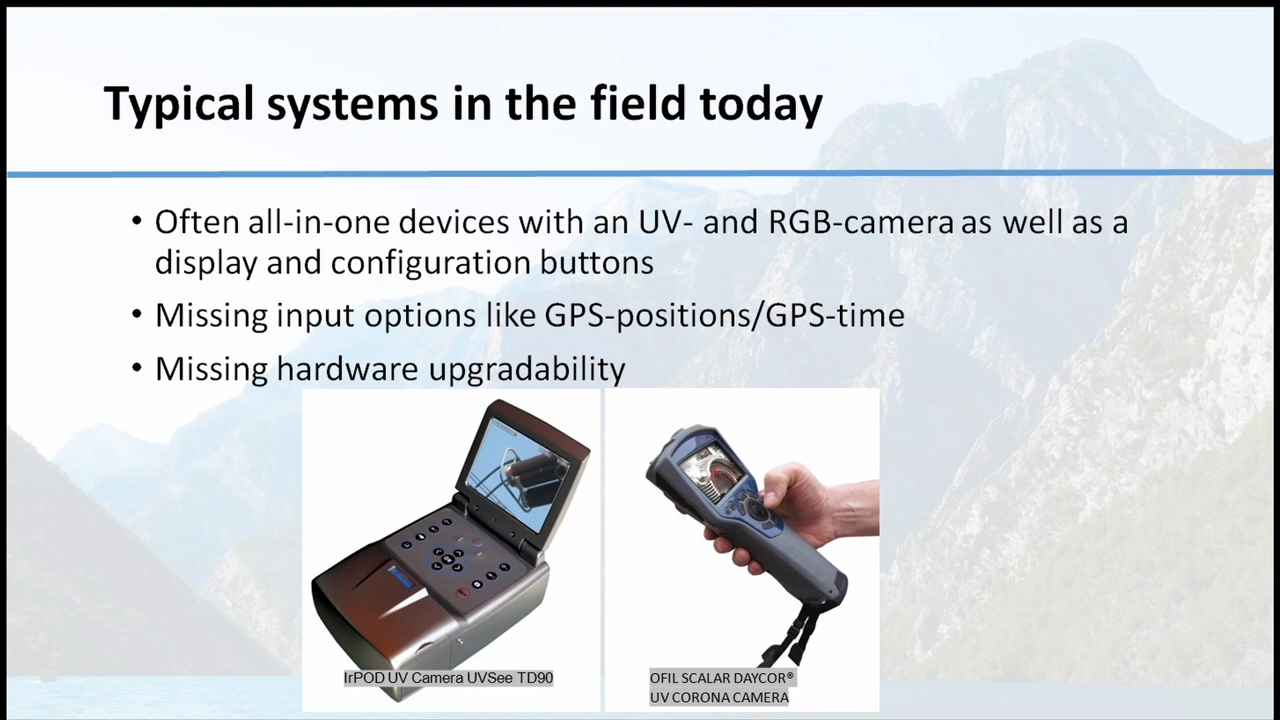 Typical systems in the field today
• Often all-in-one devices with an UV- and RGB-camera as well as a
display and configuration buttons
• Missing input options like GPS-positions/GPS-time
• Missing hardware upgradability
IrPOD UV Camera UVSee TD90
OFIL SCALAR DAYCOR®
UV CORONA CAMERA